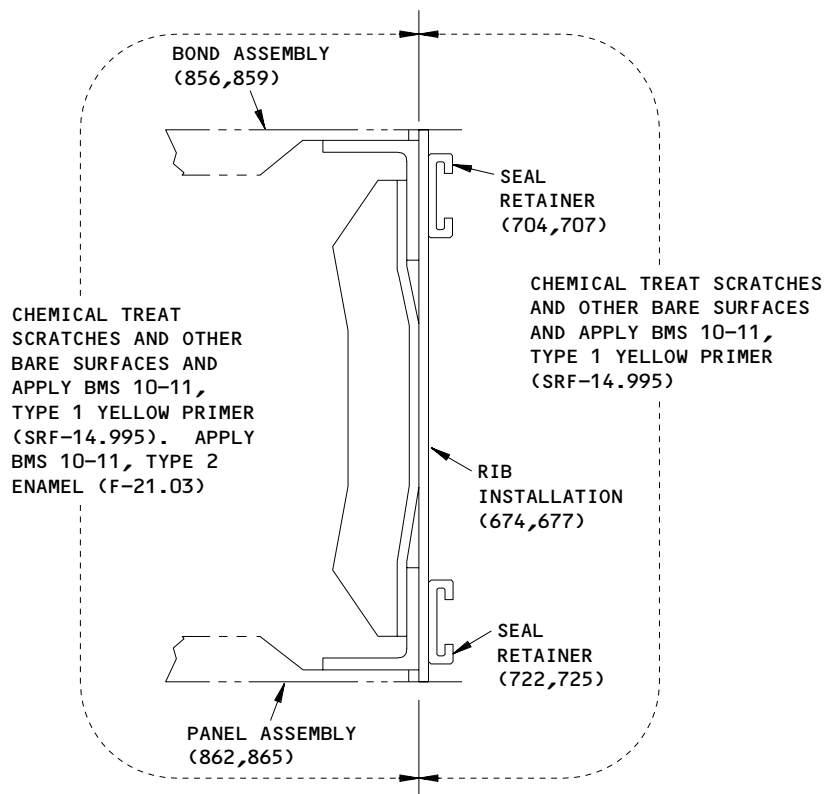 BOND ASSEMBLY
(856,859)
SEAL
RETAINER
(704,707)
CHEMICAL TREAT SCRATCHES
AND OTHER BARE SURFACES
AND APPLY BMS 10-11,
TYPE 1 YELLOW PRIMER
(SRF-14.995)
CHEMICAL TREAT
SCRATCHES AND OTHER
BARE SURFACES AND
APPLY BMS 10-11,
TYPE 1 YELLOW PRIMER
(SRF-14.995). APPLY
BMS 10-11, TYPE 2
ENAMEL (F-21.03)
RIB
INSTALLATION
(674,677)
SEAL
RETAINER
(722,725)
PANEL ASSEMBLY
(862,865)